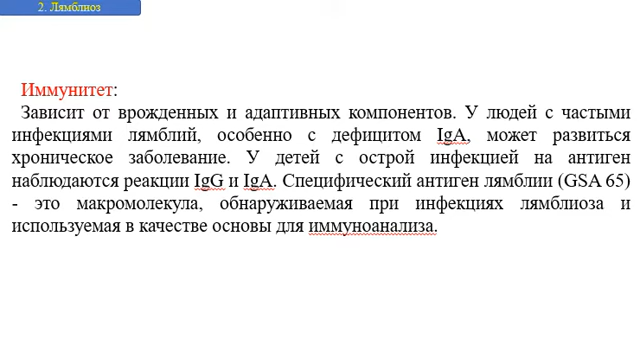 2. Лямблиоз
Иммунитет:
Зависит от врожденных и адаптивных компонентов. У людей с частыми
инфекциями лямблий, особенно с дефицитом IgA, может развиться
хроническое заболевание. У детей с острой инфекцией на антиген
наблюдаются реакции IgG и IgA. Специфический антиген лямблии (GSA 65)
- это макромолекула, обнаруживаемая при инфекциях лямблиоза и
используемая в качестве основы для иммуноанализа.